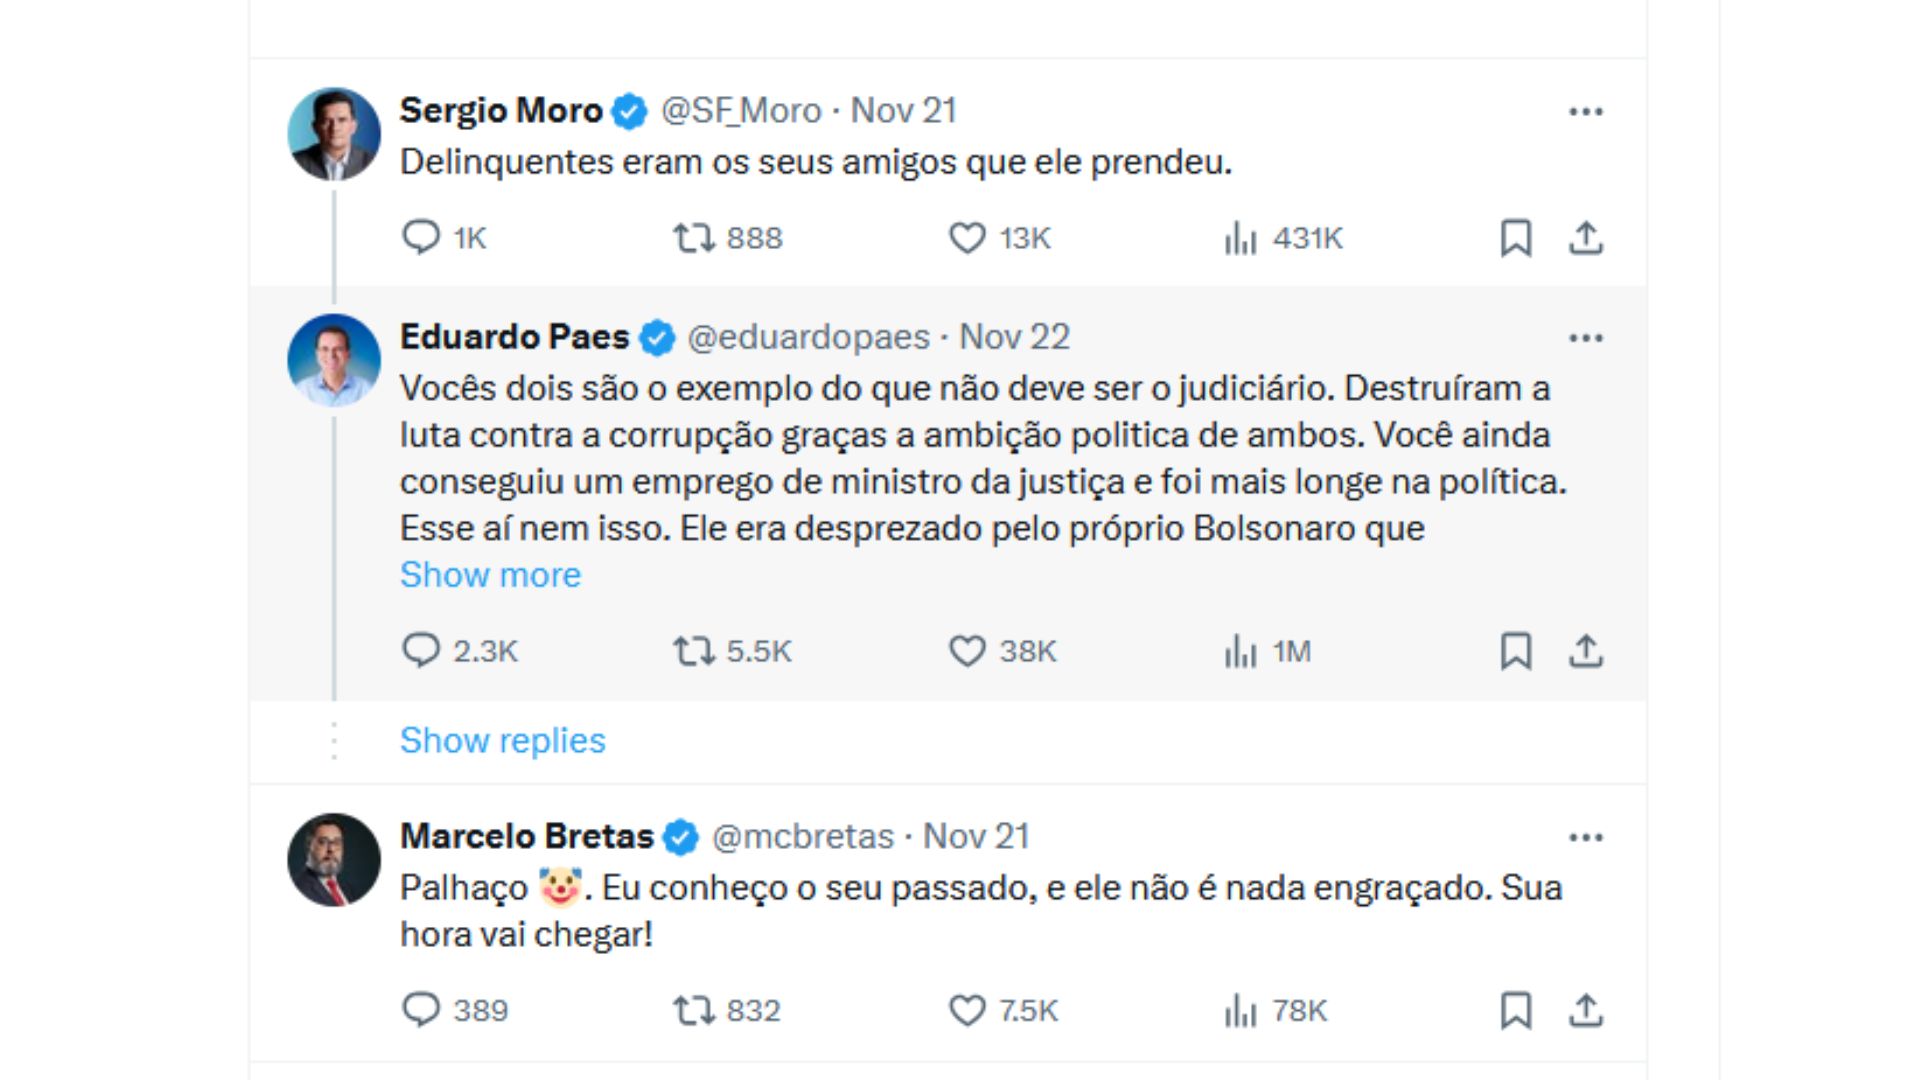 Sergio Moro @SF_Moro · Nov 21
Delinquentes eram os seus amigos que ele prendeu.
1K 888 13K 431K
Eduardo Paes @eduardopaes · Nov 22
Vocês dois são o exemplo do que não deve ser o judiciário. Destruíram a
luta contra a corrupção graças a ambição politica de ambos. Você ainda
conseguiu um emprego de ministro da justiça e foi mais longe na política.
Esse aí nem isso. Ele era desprezado pelo próprio Bolsonaro que
Show more
2.3K 5.5K 38K 1M
Show replies
Marcelo Bretas @mcbretas · Nov 21
Palhaço 🤡. Eu conheço o seu passado, e ele não é nada engraçado. Sua
hora vai chegar!
389 832 7.5K 78K